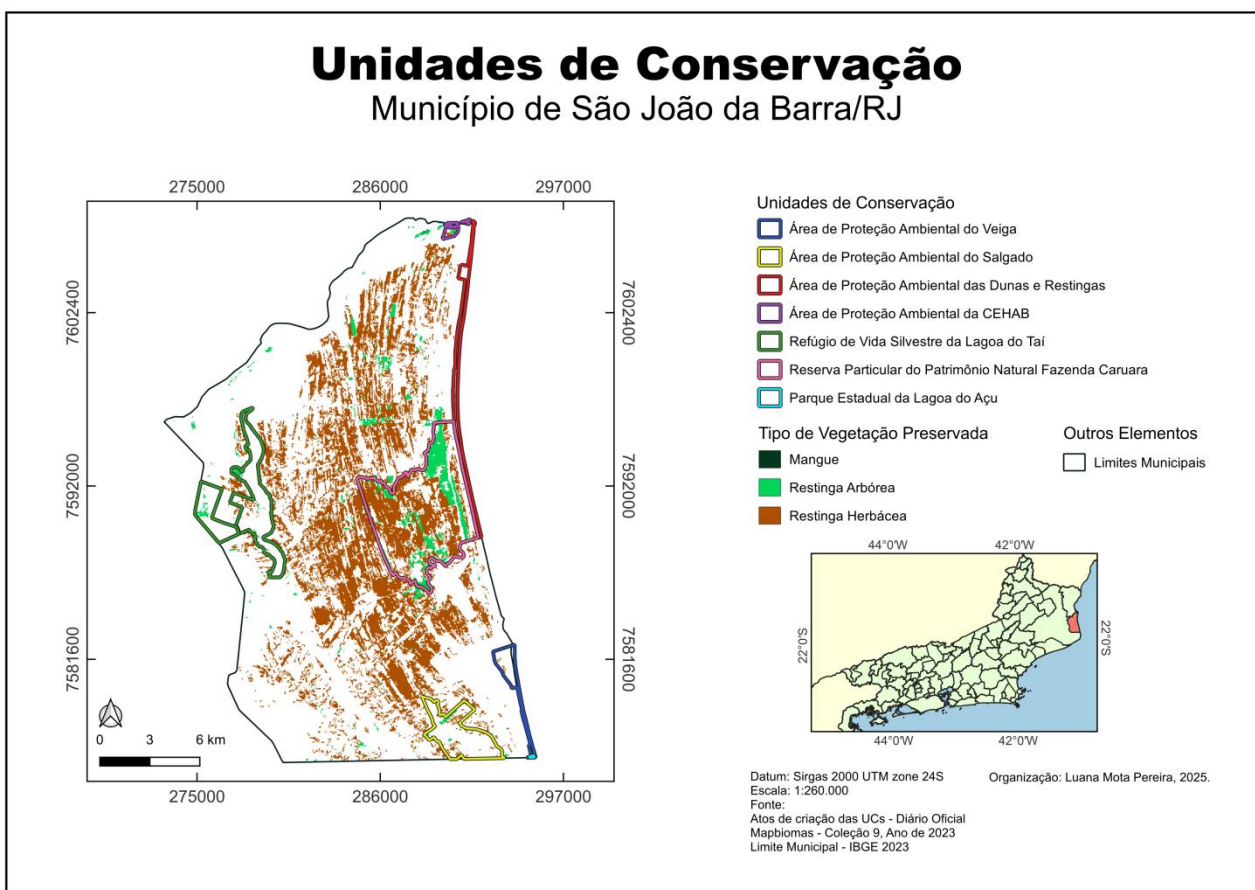 Unidades de Conservação
Município de São João da Barra/RJ
275000 286000 297000
7602400 7602400
7592000 7592000
7581600 7581600
0 3 6 km
275000 286000 297000
Unidades de Conservação
Área de Proteção Ambiental do Veiga
Área de Proteção Ambiental do Salgado
Área de Proteção Ambiental das Dunas e Restingas
Área de Proteção Ambiental da CEHAB
Refúgio de Vida Silvestre da Lagoa do Taí
Reserva Particular do Patrimônio Natural Fazenda Caruara
Parque Estadual da Lagoa do Açu
Tipo de Vegetação Preservada
Mangue
Restinga Arbórea
Restinga Herbácea
Outros Elementos
Limites Municipais
44°0'W 42°0'W
22°0'S 22°0'S
44°0'W 42°0'W
Datum: Sirgas 2000 UTM zone 24S
Escala: 1:260.000
Fonte:
Atos de criação das UCs - Diário Oficial
Mapbiomas - Coleção 9, Ano de 2023
Limite Municipal - IBGE 2023
Organização: Luana Mota Pereira, 2025.